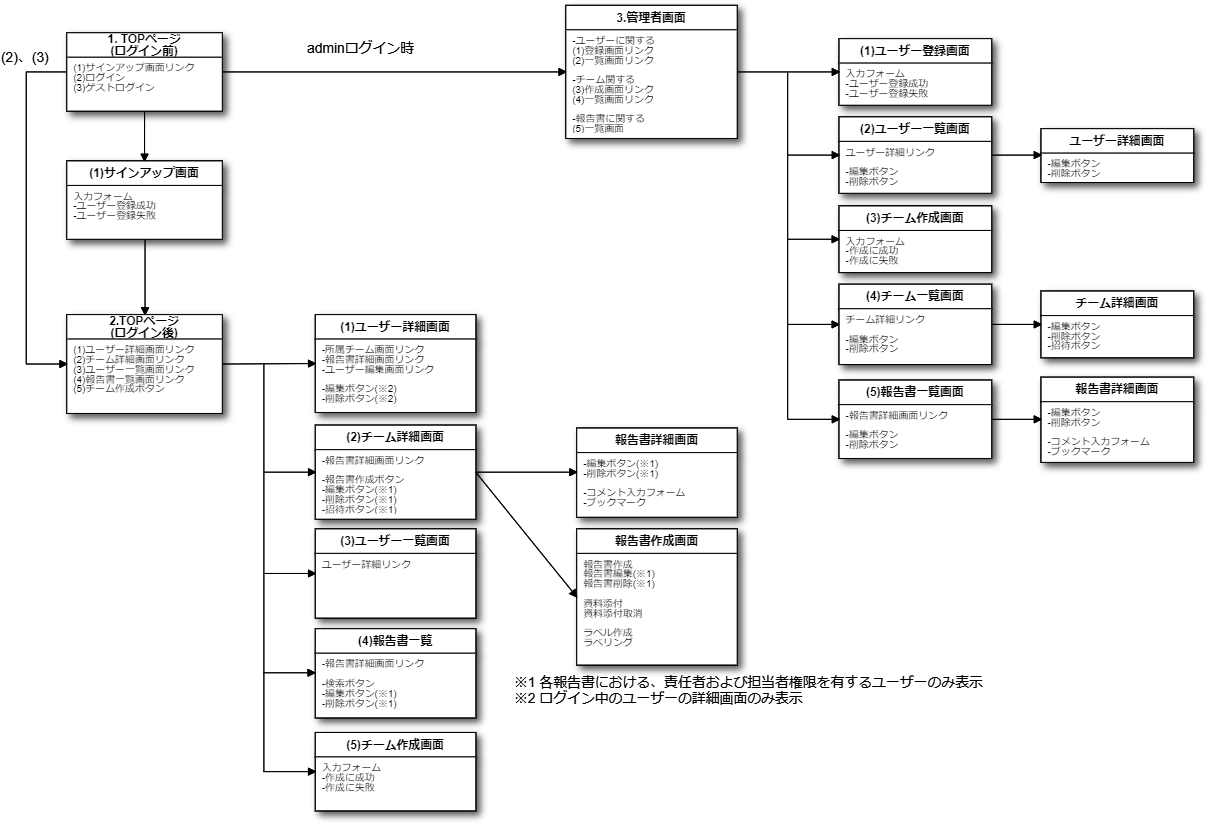 (2)、(3)
1. TOPページ
(ログイン前)
(1)サインアップ画面リンク
(2)ログイン
(3)ゲストログイン
adminログイン時
(1)サインアップ画面
入力フォーム
-ユーザー登録成功
-ユーザー登録失敗
2.TOPページ
(ログイン後)
(1)ユーザー詳細画面リンク
(2)チーム詳細画面リンク
(3)ユーザー一覧画面リンク
(4)報告書一覧画面リンク
(5)チーム作成ボタン
(1)ユーザー詳細画面
-所属チーム画面リンク
-報告書詳細画面リンク
-ユーザー編集画面リンク
-編集ボタン(※2)
-削除ボタン(※2)
(2)チーム詳細画面
-報告書詳細画面リンク
-報告書作成ボタン
-編集ボタン(※1)
-削除ボタン(※1)
-招待ボタン(※1)
(3)ユーザー一覧画面
ユーザー詳細リンク
(4)報告書一覧
-報告書詳細画面リンク
-検索ボタン
-編集ボタン(※1)
-削除ボタン(※1)
(5)チーム作成画面
入力フォーム
-作成に成功
-作成に失敗
報告書詳細画面
-編集ボタン(※1)
-削除ボタン(※1)
-コメント入力フォーム
-ブックマーク
報告書作成画面
報告書作成
報告書編集(※1)
報告書削除(※1)
資料添付
資料添付取消
ラベル作成
ラベリング
※1 各報告書における、責任者および担当者権限を有するユーザーのみ表示
※2 ログイン中のユーザーの詳細画面のみ表示
3.管理者画面
-ユーザーに関する
(1)登録画面リンク
(2)一覧画面リンク
-チーム関する
(3)作成画面リンク
(4)一覧画面リンク
-報告書に関する
(5)一覧画面
(1)ユーザー登録画面
入力フォーム
-ユーザー登録成功
-ユーザー登録失敗
(2)ユーザー一覧画面
ユーザー詳細リンク
-編集ボタン
-削除ボタン
ユーザー詳細画面
-編集ボタン
-削除ボタン
(3)チーム作成画面
入力フォーム
-作成に成功
-作成に失敗
(4)チーム一覧画面
チーム詳細リンク
-編集ボタン
-削除ボタン
チーム詳細画面
-編集ボタン
-削除ボタン
-招待ボタン
(5)報告書一覧画面
-報告書詳細画面リンク
-編集ボタン
-削除ボタン
報告書詳細画面
-編集ボタン
-削除ボタン
-コメント入力フォーム
-ブックマーク